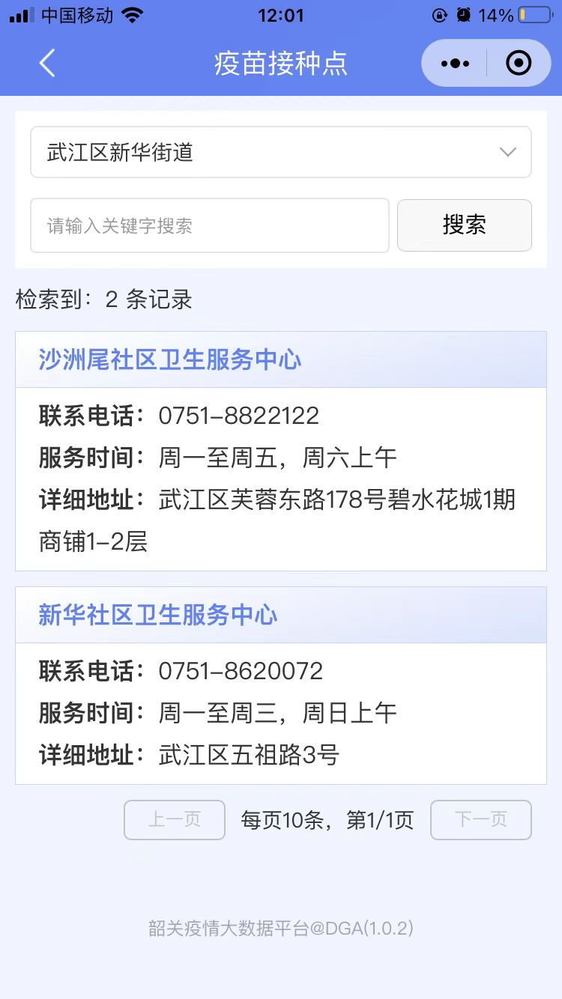 中国移动 12:01 14%
疫苗接种点
武江区新华街道
请输入关键字搜索 搜索
检索到：2 条记录
沙洲尾社区卫生服务中心
联系电话：0751-8822122
服务时间：周一至周五，周六上午
详细地址：武江区芙蓉东路178号碧水花城1期
商铺1-2层
新华社区卫生服务中心
联系电话：0751-8620072
服务时间：周一至周三，周日上午
详细地址：武江区五祖路3号
上一页 每页10条，第1/1页 下一页
韶关疫情大数据平台@DGA(1.0.2)